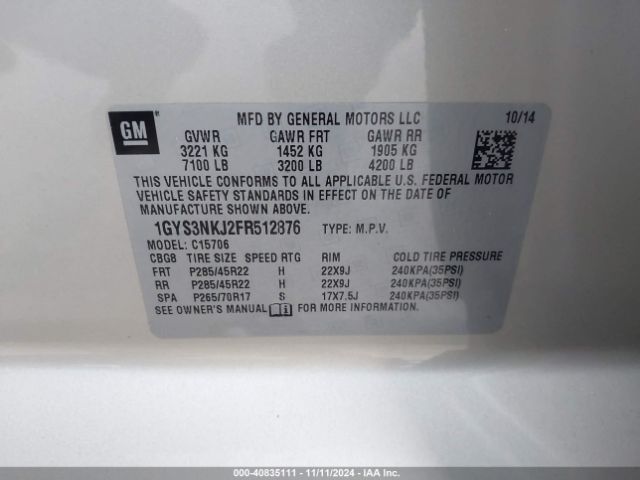 GM
MFD BY GENERAL MOTORS LLC 10/14
GVWR GAWR FRT GAWR RR
3221 KG 1452 KG 1905 KG
7100 LB 3200 LB 4200 LB
THIS VEHICLE CONFORMS TO ALL APPLICABLE U.S. FEDERAL MOTOR
VEHICLE SAFETY STANDARDS IN EFFECT ON THE DATE OF
MANUFACTURE SHOWN ABOVE.
1GYS3NKJ2FR512876 TYPE: M.P.V.
MODEL: C15706
CBGB TIRE SIZE SPEED RTG RIM COLD TIRE PRESSURE
FRT P285/45R22 H 22X9J 240KPA(35PSI)
RR P285/45R22 H 22X9J 240KPA(35PSI)
SPA P265/70R17 S 17X7.5J 240KPA(35PSI)
SEE OWNER'S MANUAL FOR MORE INFORMATION.
000-40835111 - 11/11/2024 - IAA Inc.